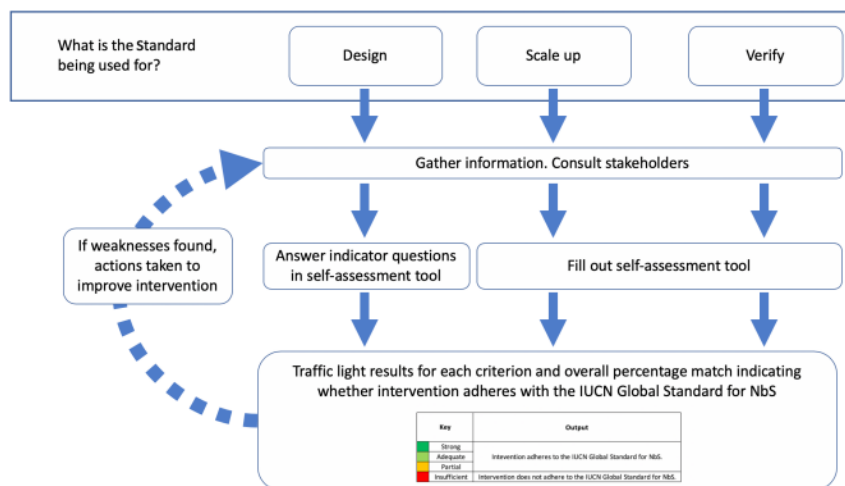 What is the Standard
being used for?
Design
Scale up
Verify
Gather information. Consult stakeholders
If weaknesses found,
actions taken to
improve intervention
Answer indicator questions
in self-assessment tool
Fill out self-assessment tool
Traffic light results for each criterion and overall percentage match indicating
whether intervention adheres with the IUCN Global Standard for NbS
Key
Output
Strong
Adequate
Intervention adheres to the IUCN Global Standard for NbS.
Partial
Insufficient
Intervention does not adhere to the IUCN Global Standard for NbS.